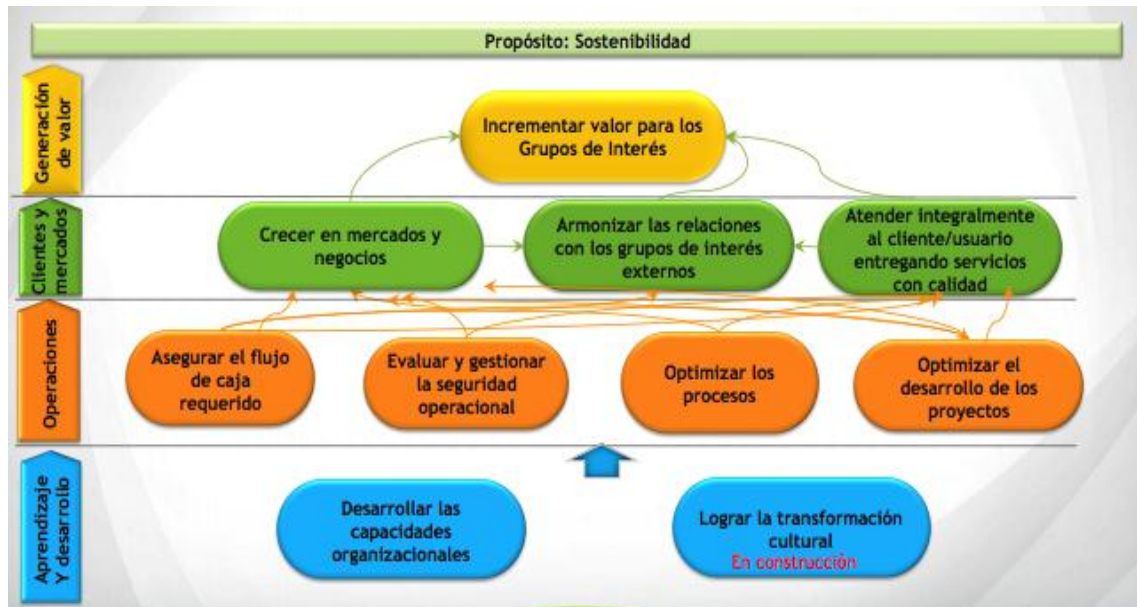 Propósito: Sostenibilidad
Generación
de valor
Incrementar valor para los
Grupos de Interés
Clientes y
mercados
Crecer en mercados y
negocios
Armonizar las relaciones
con los grupos de interés
externos
Atender integralmente
al cliente/usuario
entregando servicios
con calidad
Operaciones
Asegurar el flujo
de caja
requerido
Evaluar y gestionar
la seguridad
operacional
Optimizar los
procesos
Optimizar el
desarrollo de los
proyectos
Aprendizaje
Y desarrollo
Desarrollar las
capacidades
organizacionales
Lograr la transformación
cultural
En construcción